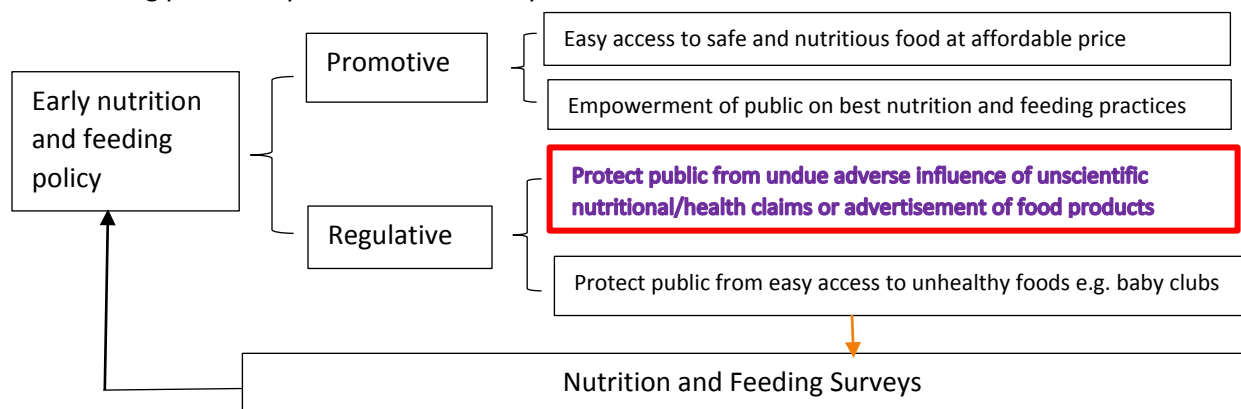 Easy access to safe and nutritious food at affordable price
Promotive
Empowerment of public on best nutrition and feeding practices
Early nutrition
and feeding
policy
Protect public from undue adverse influence of unscientific
nutritional/health claims or advertisement of food products
Regulative
Protect public from easy access to unhealthy foods e.g. baby clubs
Nutrition and Feeding Surveys